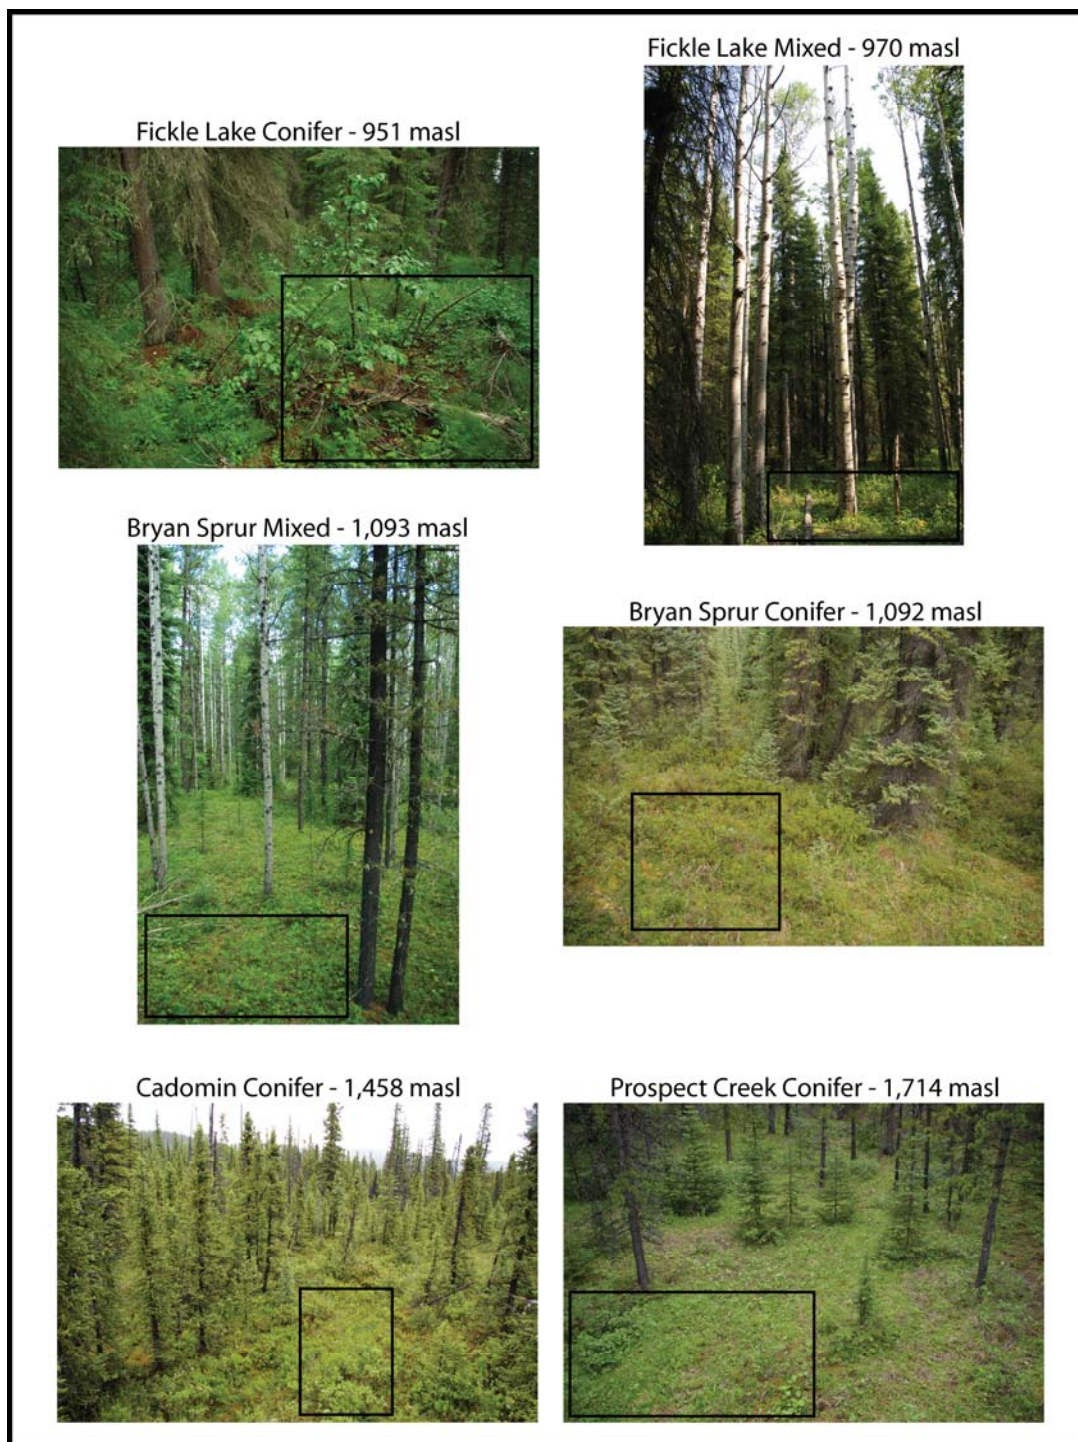 Fickle Lake Mixed - 970 masl
Fickle Lake Conifer - 951 masl
Bryan Sprur Mixed - 1,093 masl
Bryan Sprur Conifer - 1,092 masl
Cadomin Conifer - 1,458 masl
Prospect Creek Conifer - 1,714 masl